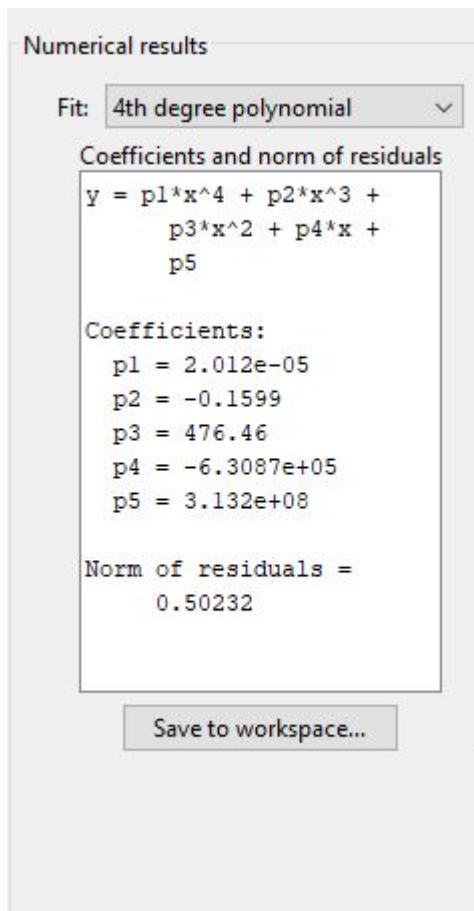 Numerical results
Fit: 4th degree polynomial
Coefficients and norm of residuals
y = p1*x^4 + p2*x^3 +
p3*x^2 + p4*x +
p5
Coefficients:
p1 = 2.012e-05
p2 = -0.1599
p3 = 476.46
p4 = -6.3087e+05
p5 = 3.132e+08
Norm of residuals =
0.50232
Save to workspace...